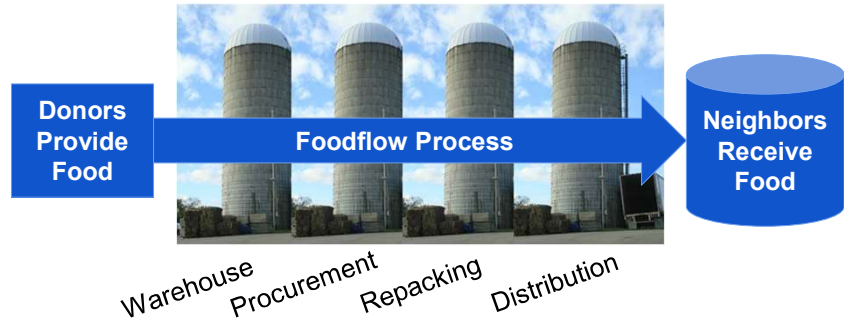 Donors
Provide
Food
Foodflow Process
Neighbors
Receive
Food
Warehouse
Procurement
Repacking
Distribution